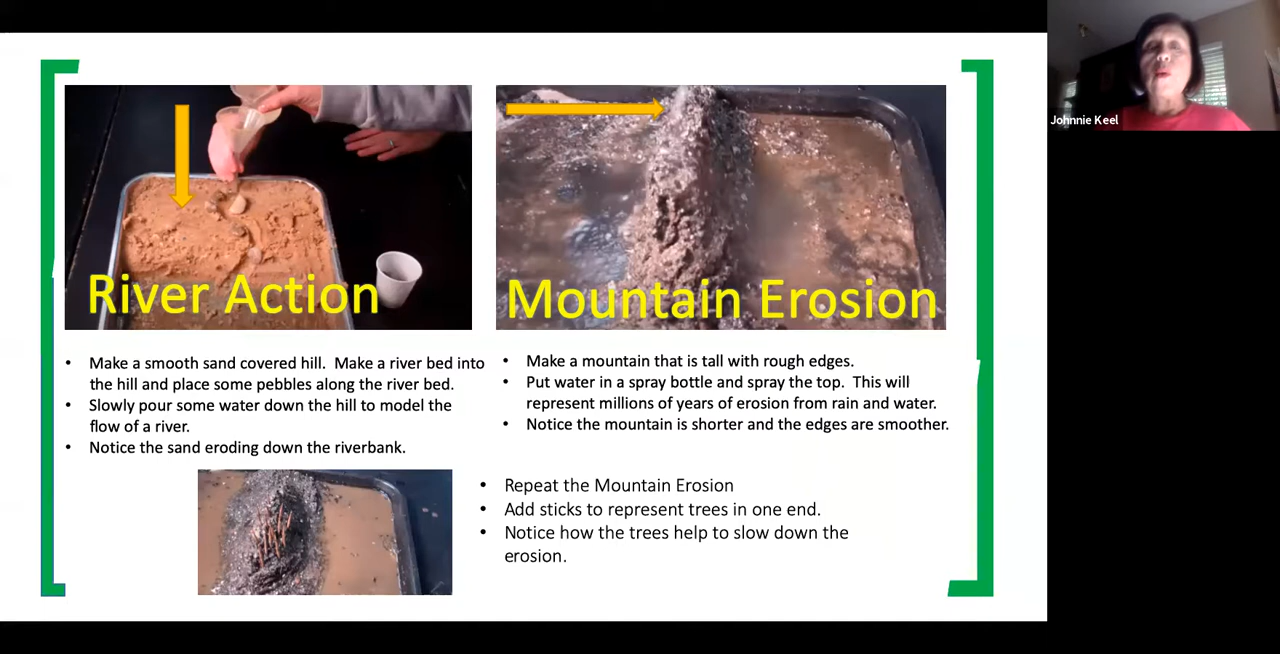 Johnnie Keel
River Action
• Make a smooth sand covered hill. Make a river bed into
the hill and place some pebbles along the river bed.
• Slowly pour some water down the hill to model the
flow of a river.
• Notice the sand eroding down the riverbank.
Mountain Erosion
• Make a mountain that is tall with rough edges.
• Put water in a spray bottle and spray the top. This will
represent millions of years of erosion from rain and water.
• Notice the mountain is shorter and the edges are smoother.
• Repeat the Mountain Erosion
• Add sticks to represent trees in one end.
• Notice how the trees help to slow down the
erosion.